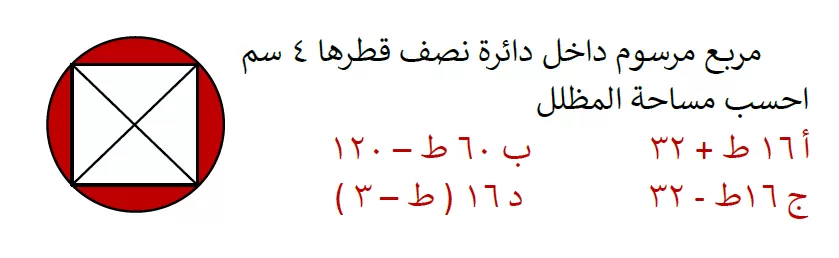 مربع مرسوم داخل دائرة نصف قطرها ٤ سم
احسب مساحة المظلل
أ ١٦ ط + ٣٢ ب ٦٠ ط – ١٢٠
ج ١٦ط - ٣٢ د ١٦ ( ط – ٣ )